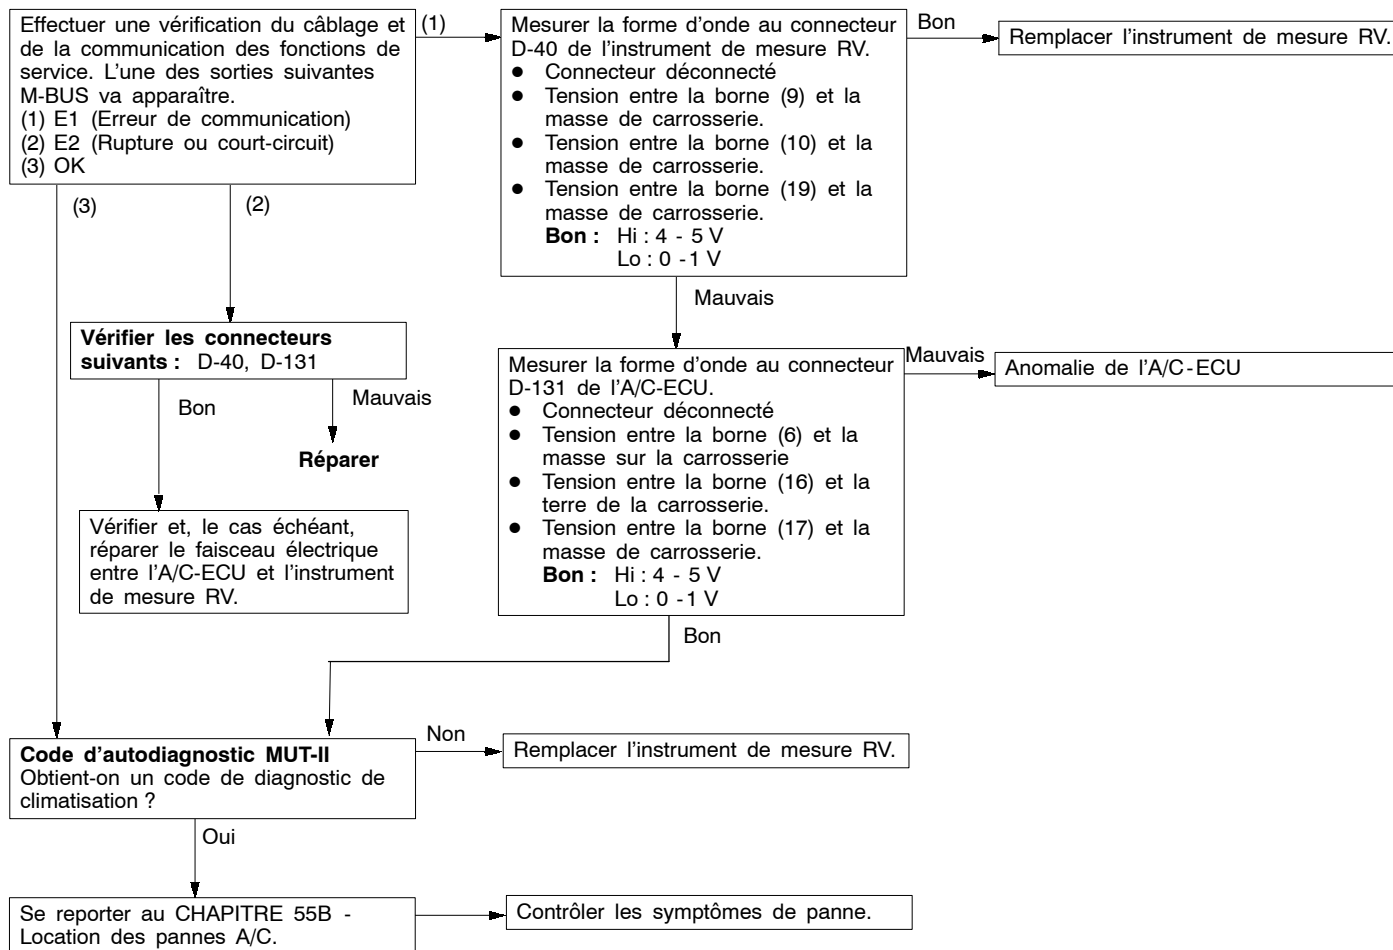 Effectuer une vérification du câblage et
de la communication des fonctions de
service. L'une des sorties suivantes
M-BUS va apparaître.
(1) E1 (Erreur de communication)
(2) E2 (Rupture ou court-circuit)
(3) OK
(1)
Mesurer la forme d'onde au connecteur
D-40 de l'instrument de mesure RV.
● Connecteur déconnecté
● Tension entre la borne (9) et la
masse de carrosserie.
● Tension entre la borne (10) et la
masse de carrosserie.
● Tension entre la borne (19) et la
masse de carrosserie.
Bon : Hi : 4 - 5 V
Lo : 0 -1 V
Bon
Remplacer l'instrument de mesure RV.
(3)
(2)
Mauvais
Vérifier les connecteurs
suivants : D-40, D-131
Bon
Mauvais
Réparer
Vérifier et, le cas échéant,
réparer le faisceau électrique
entre l'A/C-ECU et l'instrument
de mesure RV.
Mesurer la forme d'onde au connecteur
D-131 de l'A/C-ECU.
● Connecteur déconnecté
● Tension entre la borne (6) et la
masse sur la carrosserie
● Tension entre la borne (16) et la
terre de la carrosserie.
● Tension entre la borne (17) et la
masse de carrosserie.
Bon : Hi : 4 - 5 V
Lo : 0 -1 V
Mauvais
Anomalie de l'A/C-ECU
Bon
Code d'autodiagnostic MUT-II
Obtient-on un code de diagnostic de
climatisation ?
Non
Remplacer l'instrument de mesure RV.
Oui
Se reporter au CHAPITRE 55B -
Location des pannes A/C.
Contrôler les symptômes de panne.